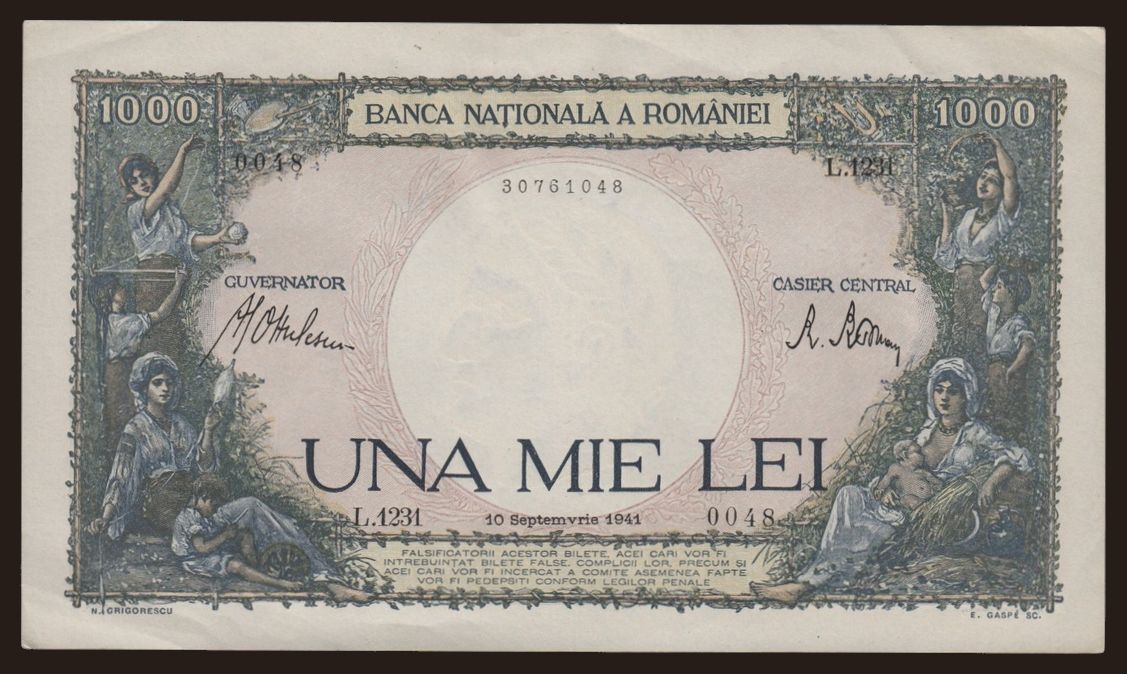 1000 BANCA NAȚIONALĂ A ROMÂNIEI 1000
0048 L.1231
30761048
GUVERNATOR CASIER CENTRAL
UNA MIE LEI
L.1231 10 Septemvrie 1941 0048
FALSIFICATORII ACESTOR BILETE, ACEI CARI VOR FI
INTREBUINȚAT BILETE FALSE, COMPLICII LOR, PRECUM ȘI
ACEI CARI VOR FI INCERCAT A COMITE ASEMENEA FAPTE
VOR FI PEDEPSITI CONFORM LEGILOR PENALE
N. GRIGORESCU E. GASPÉ SC.